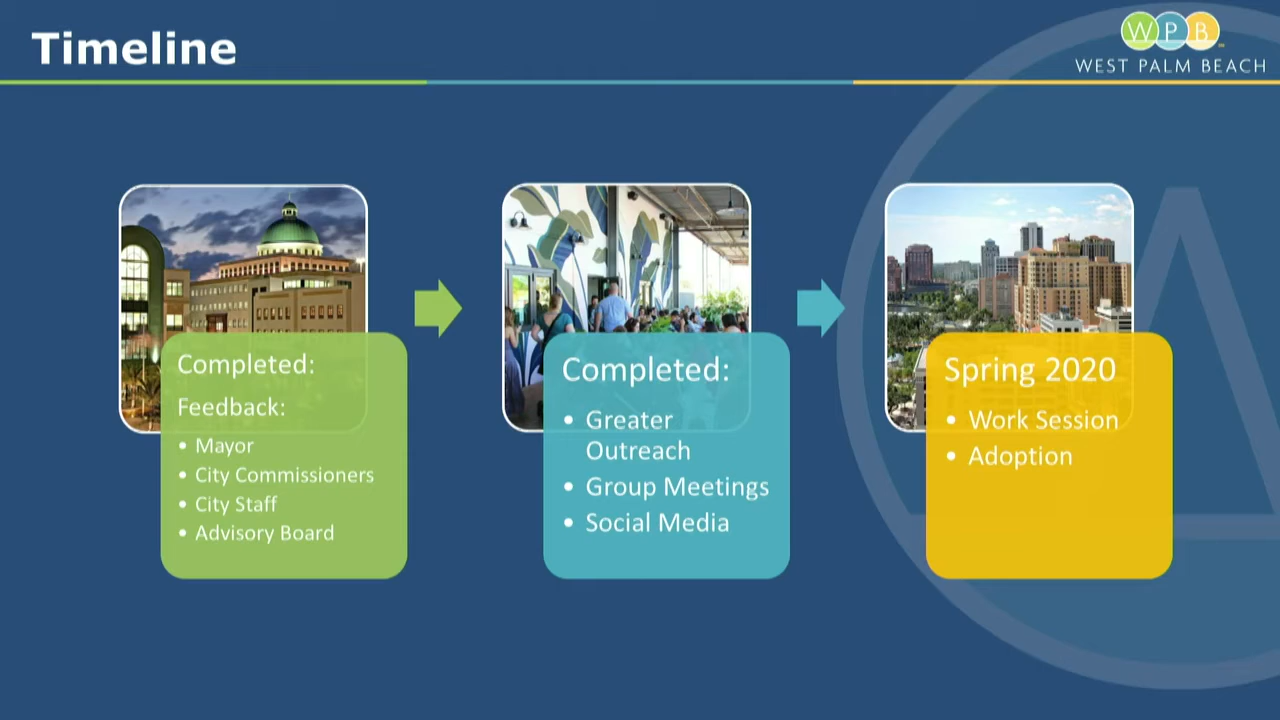 Timeline
WPB
WEST PALM BEACH
Completed:
Feedback:
• Mayor
• City Commissioners
• City Staff
• Advisory Board
Completed:
• Greater
Outreach
• Group Meetings
• Social Media
Spring 2020
• Work Session
• Adoption